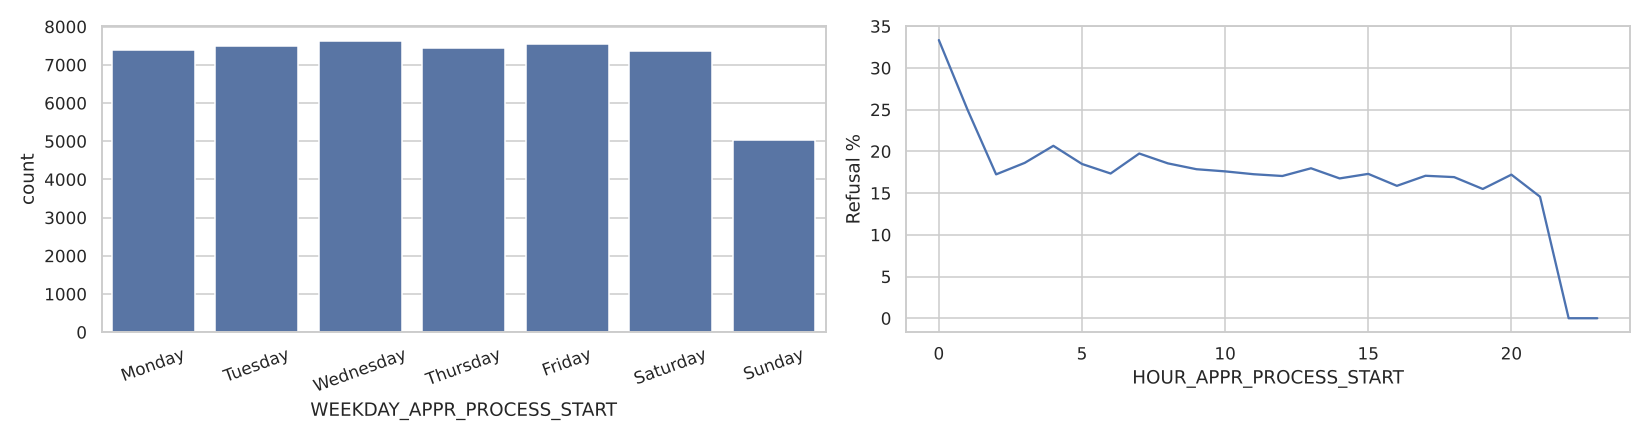 8000
7000
6000
5000
4000
3000
2000
1000
0
count
Monday
Tuesday
Wednesday
Thursday
Friday
Saturday
Sunday
WEEKDAY_APPR_PROCESS_START
35
30
25
20
15
10
5
0
Refusal %
0
5
10
15
20
HOUR_APPR_PROCESS_START